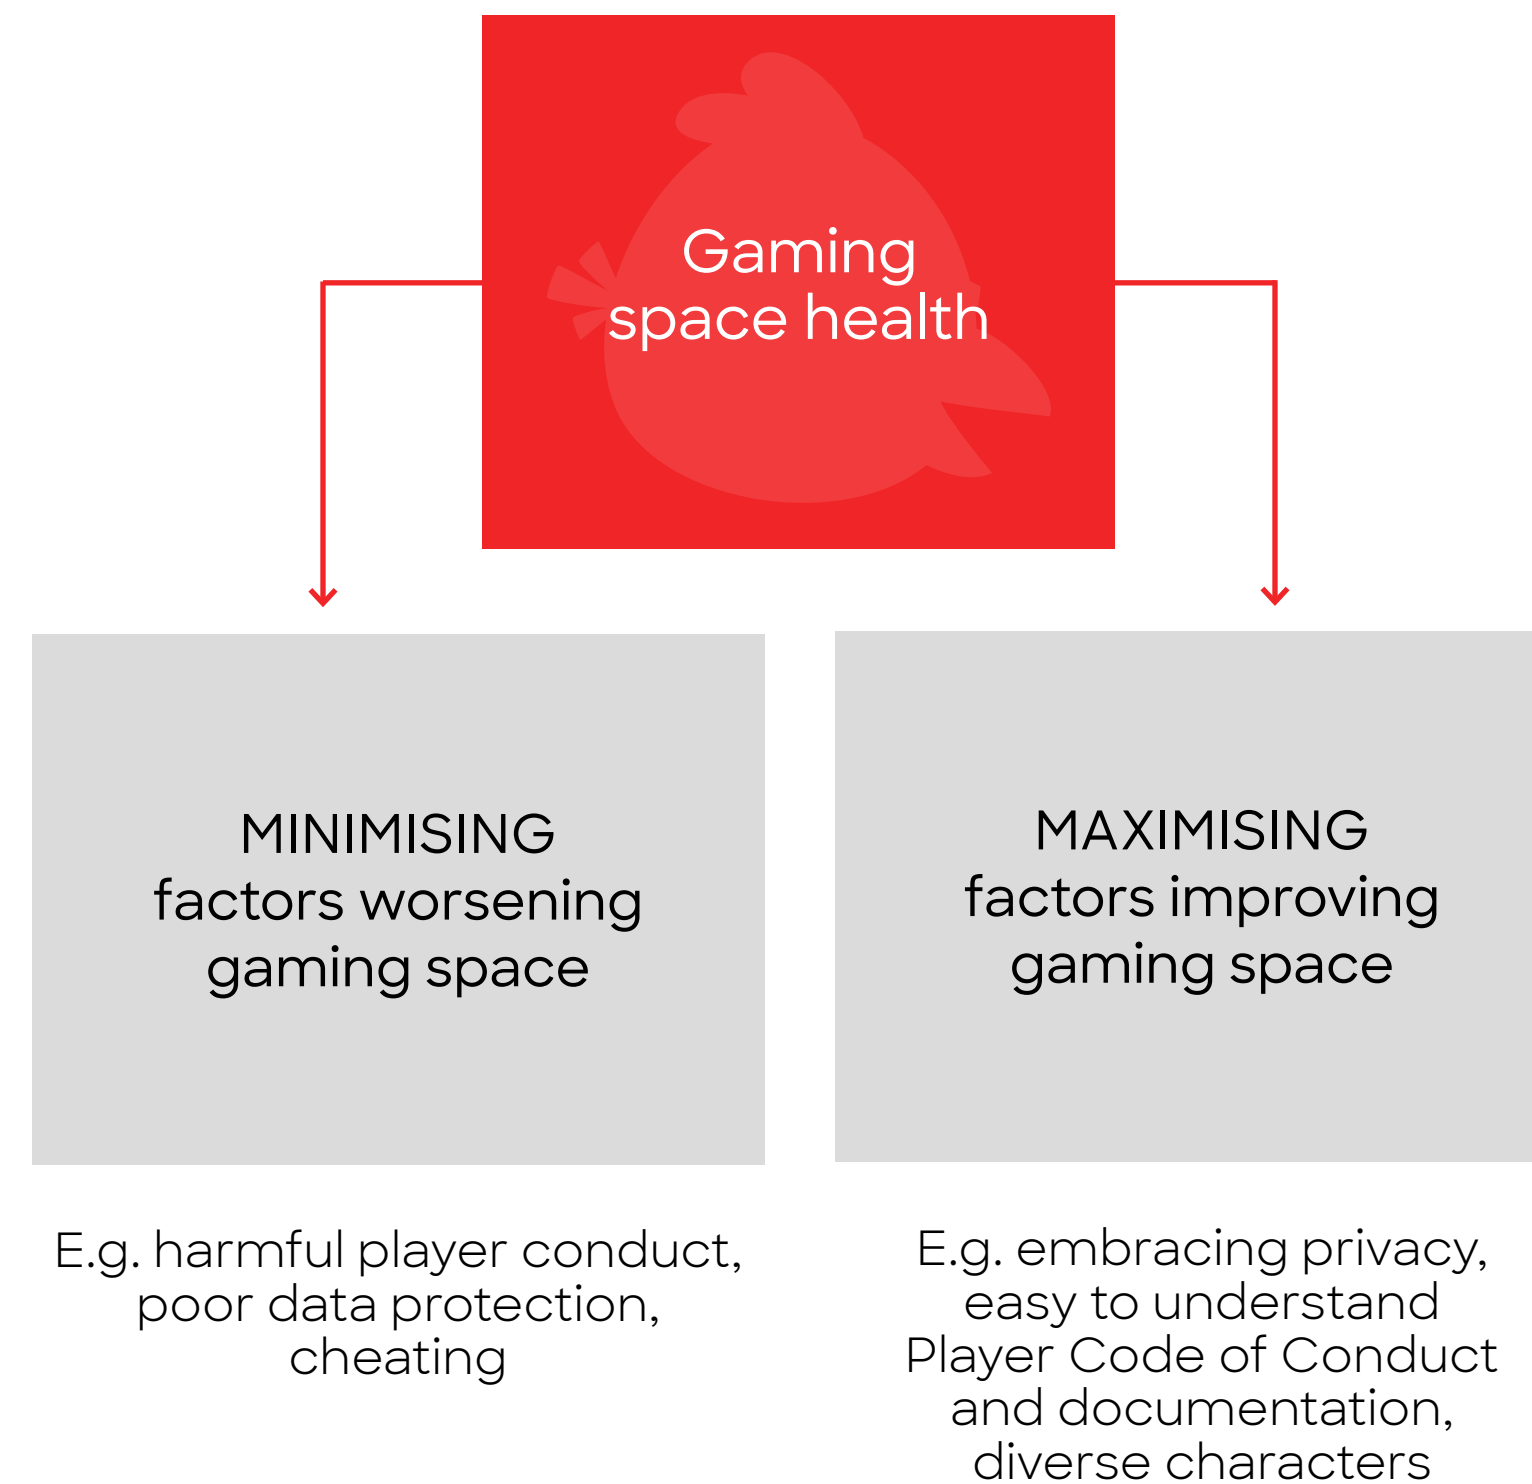 Gaming
space health
MINIMISING
factors worsening
gaming space
MAXIMISING
factors improving
gaming space
E.g. harmful player conduct,
poor data protection,
cheating
E.g. embracing privacy,
easy to understand
Player Code of Conduct
and documentation,
diverse characters